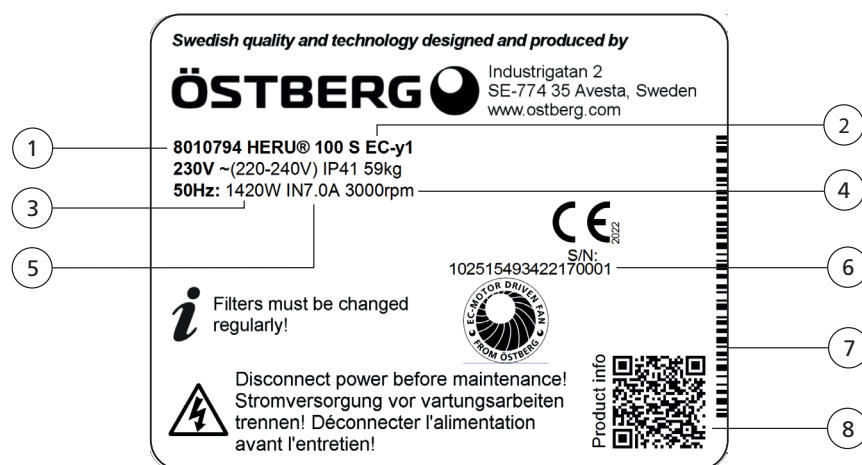 Swedish quality and technology designed and produced by
ÖSTBERG
Industrigatan 2
SE-774 35 Avesta, Sweden
www.ostberg.com
8010794 HERU® 100 S EC-y1
230V ~(220-240V) IP41 59kg
50Hz: 1420W IN7.0A 3000rpm
CE
2022
S/N:
102515493422170001
Filters must be changed
regularly!
EC-MOTOR DRIVEN FAN
FROM ÖSTBERG
Disconnect power before maintenance!
Stromversorgung vor vartungsarbeiten
trennen! Déconnecter l'alimentation
avant l'entretien!
Product info
1
2
3
4
5
6
7
8